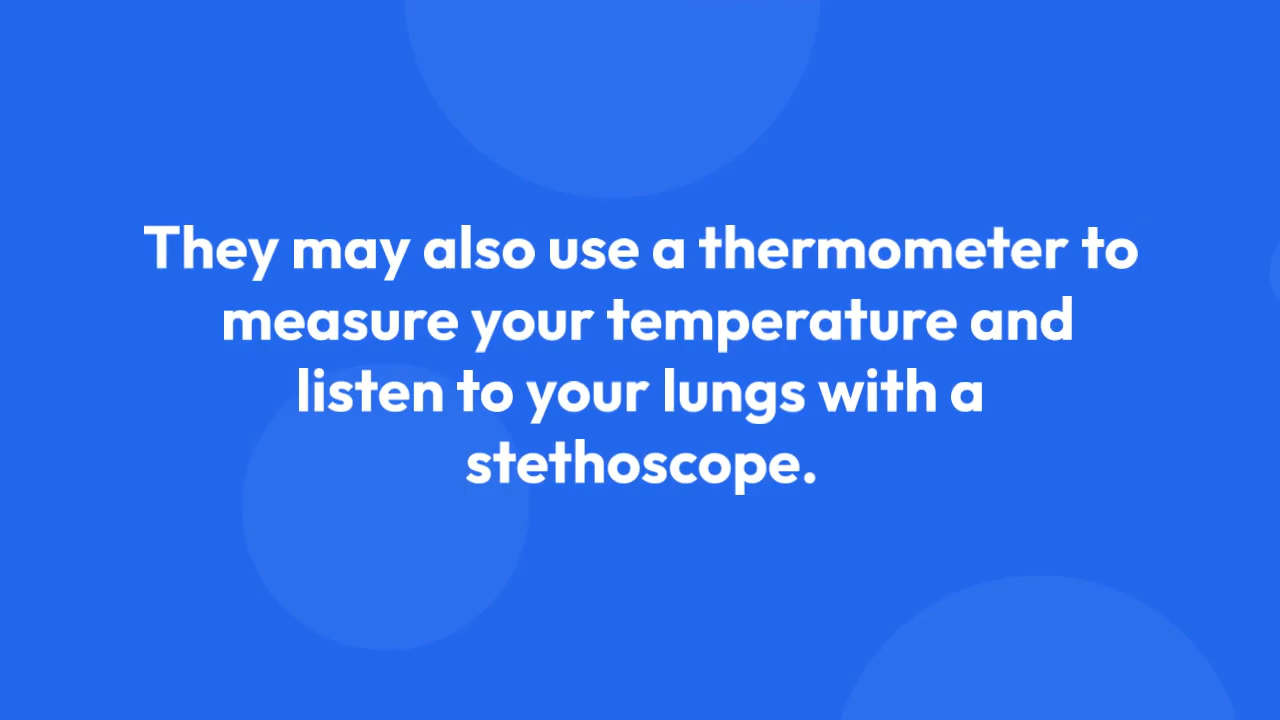 They may also use a thermometer to
measure your temperature and
listen to your lungs with a
stethoscope.